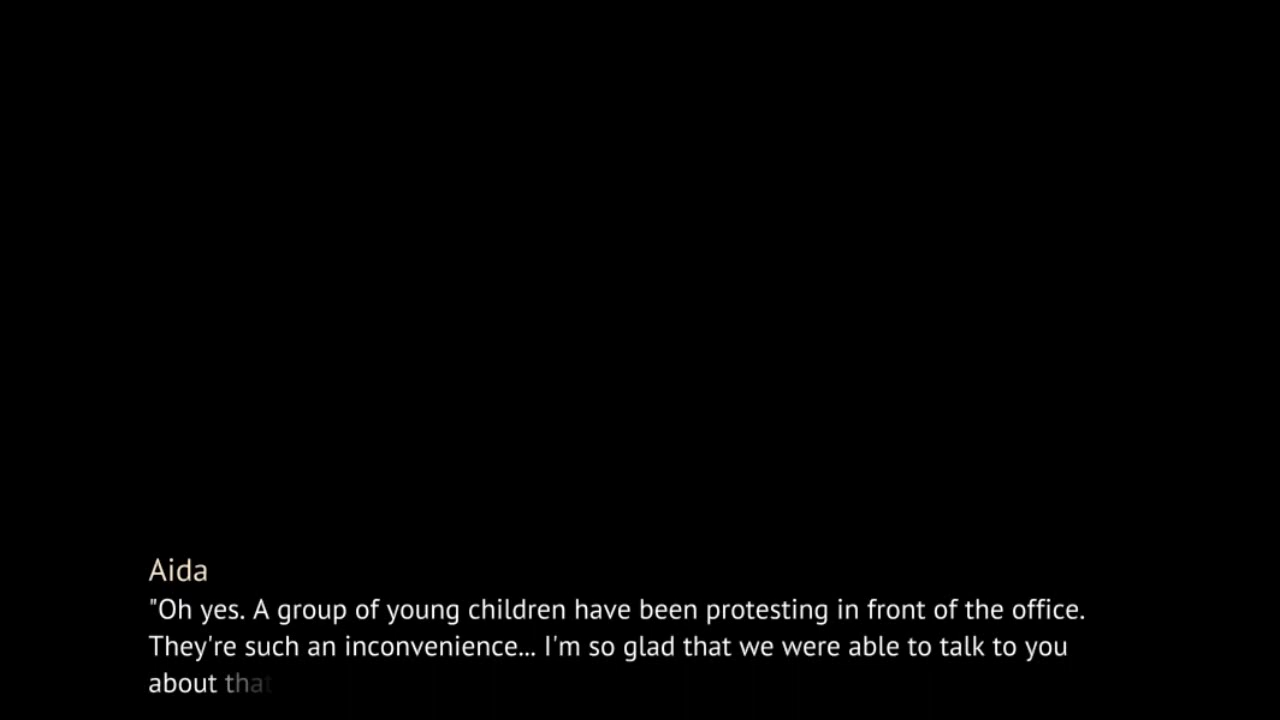 Aida
"Oh yes. A group of young children have been protesting in front of the office.
They're such an inconvenience... I'm so glad that we were able to talk to you
about that